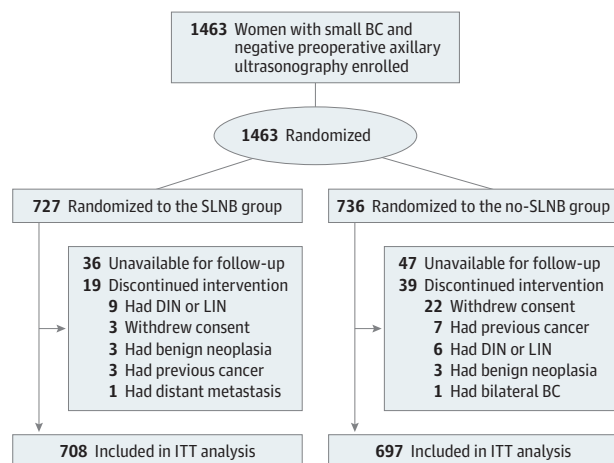 1463 Women with small BC and
negative preoperative axillary
ultrasonography enrolled
1463 Randomized
727 Randomized to the SLNB group
736 Randomized to the no-SLNB group
36 Unavailable for follow-up
19 Discontinued intervention
9 Had DIN or LIN
3 Withdrew consent
3 Had benign neoplasia
3 Had previous cancer
1 Had distant metastasis
47 Unavailable for follow-up
39 Discontinued intervention
22 Withdrew consent
7 Had previous cancer
6 Had DIN or LIN
3 Had benign neoplasia
1 Had bilateral BC
708 Included in ITT analysis
697 Included in ITT analysis